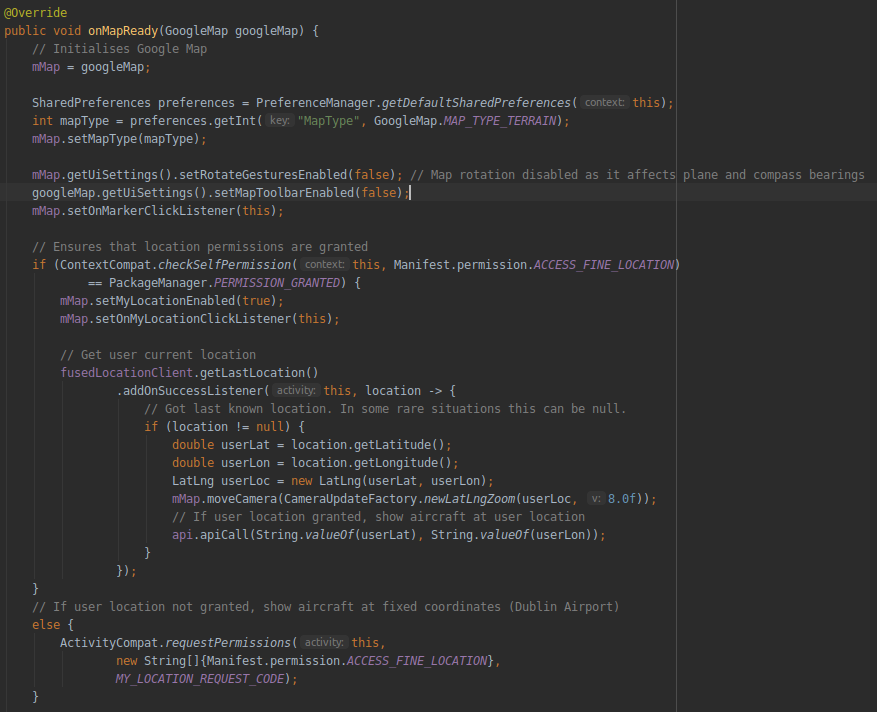 @Override
public void onMapReady(GoogleMap googleMap) {
// Initialises Google Map
mMap = googleMap;
SharedPreferences preferences = PreferenceManager.getDefaultSharedPreferences( context: this);
int mapType = preferences.getInt( key: "MapType", GoogleMap.MAP_TYPE_TERRAIN);
mMap.setMapType(mapType);
mMap.getUiSettings().setRotateGesturesEnabled(false); // Map rotation disabled as it affects plane and compass bearings
googleMap.getUiSettings().setMapToolbarEnabled(false);
mMap.setOnMarkerClickListener(this);
// Ensures that location permissions are granted
if (ContextCompat.checkSelfPermission( context: this, Manifest.permission.ACCESS_FINE_LOCATION)
== PackageManager.PERMISSION_GRANTED) {
mMap.setMyLocationEnabled(true);
mMap.setOnMyLocationClickListener(this);
// Get user current location
fusedLocationClient.getLastLocation()
.addOnSuccessListener( activity: this, location -> {
// Got last known location. In some rare situations this can be null.
if (location != null) {
double userLat = location.getLatitude();
double userLon = location.getLongitude();
LatLng userLoc = new LatLng(userLat, userLon);
mMap.moveCamera(CameraUpdateFactory.newLatLngZoom(userLoc, v: 8.0f));
// If user location granted, show aircraft at user location
api.apiCall(String.valueOf(userLat), String.valueOf(userLon));
}
});
}
// If user location not granted, show aircraft at fixed coordinates (Dublin Airport)
else {
ActivityCompat.requestPermissions( activity: this,
new String[]{Manifest.permission.ACCESS_FINE_LOCATION},
MY_LOCATION_REQUEST_CODE);
}